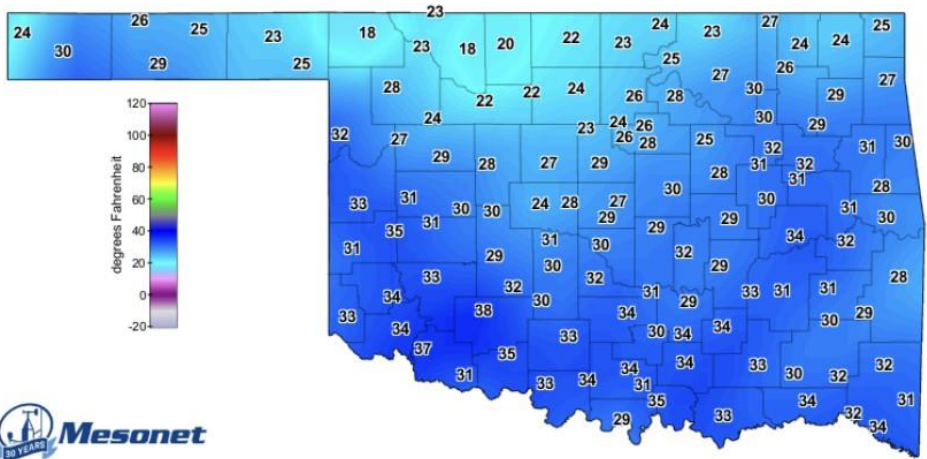 23
24 26 25 23 18 23 18 20 22 23 24 23 27 24 24 25
30 29 25 25 26
28 24 22 22 24 26 28 27 30 29 27
32 27 23 24 26 26 28 25 30 29 31 30
29 28 27 29 28 31 32 32 31 28
33 31 30 30 24 28 27 29 30 30 31 30
31 35 31 29 31 30 29 32 29 34 32
33 32 30 32 31 29 33 31 31 28
33 34 38 30 34 30 34 34 30 29
34 37 35 33 34 34 33 30 32 32
31 33 34 31 35 34 31
29 33 32 34
120
100
80
60
40
20
0
-20
degrees Fahrenheit
Mesonet
30 YEARS